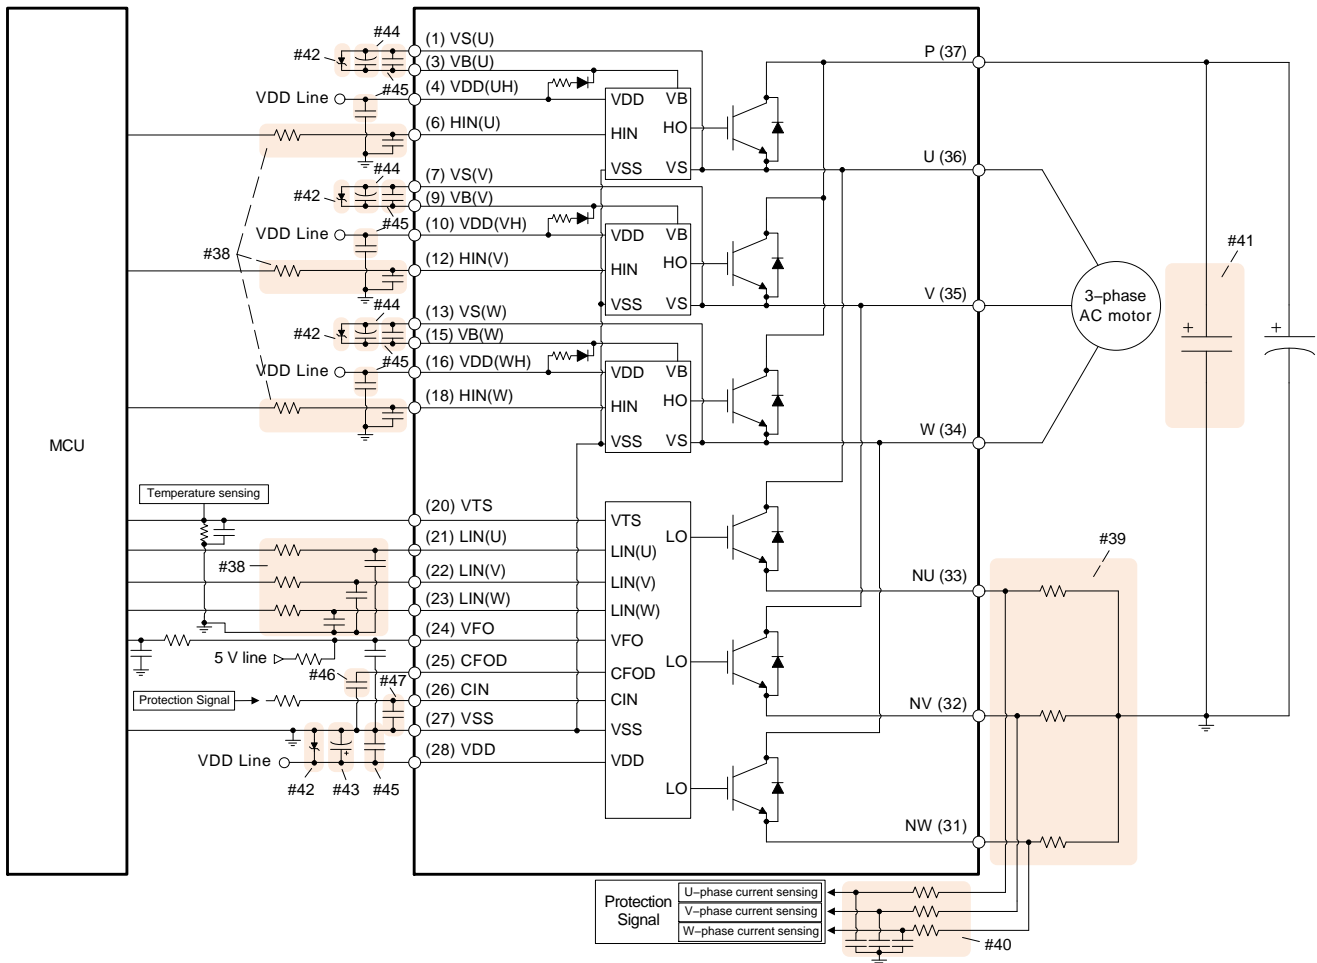 MCU
#42
#44
#45
(1) VS(U)
(3) VB(U)
VDD Line
(4) VDD(UH)
(6) HIN(U)
VDD
VB
HIN
HO
VSS
VS
P (37)
U (36)
#42
#44
#45
(7) VS(V)
(9) VB(V)
VDD Line
(10) VDD(VH)
#38
(12) HIN(V)
VDD
VB
HIN
HO
VSS
VS
V (35)
3–phase
AC motor
+
+
#41
#42
#44
#45
(13) VS(W)
(15) VB(W)
VDD Line
(16) VDD(WH)
(18) HIN(W)
VDD
VB
HIN
HO
VSS
VS
W (34)
Temperature sensing
(20) VTS
(21) LIN(U)
#38
(22) LIN(V)
(23) LIN(W)
(24) VFO
5 V line
(25) CFOD
#46
#47
Protection Signal
(26) CIN
(27) VSS
VDD Line
+
(28) VDD
#42
#43
#45
VTS
LIN(U)
LIN(V)
LIN(W)
VFO
CFOD
CIN
VSS
VDD
LO
LO
LO
NU (33)
NV (32)
NW (31)
#39
Protection
Signal
U–phase current sensing
V–phase current sensing
W–phase current sensing
#40